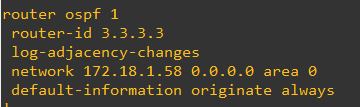 router ospf 1
router-id 3.3.3.3
log-adjacency-changes
network 172.18.1.58 0.0.0.0 area 0
default-information originate always